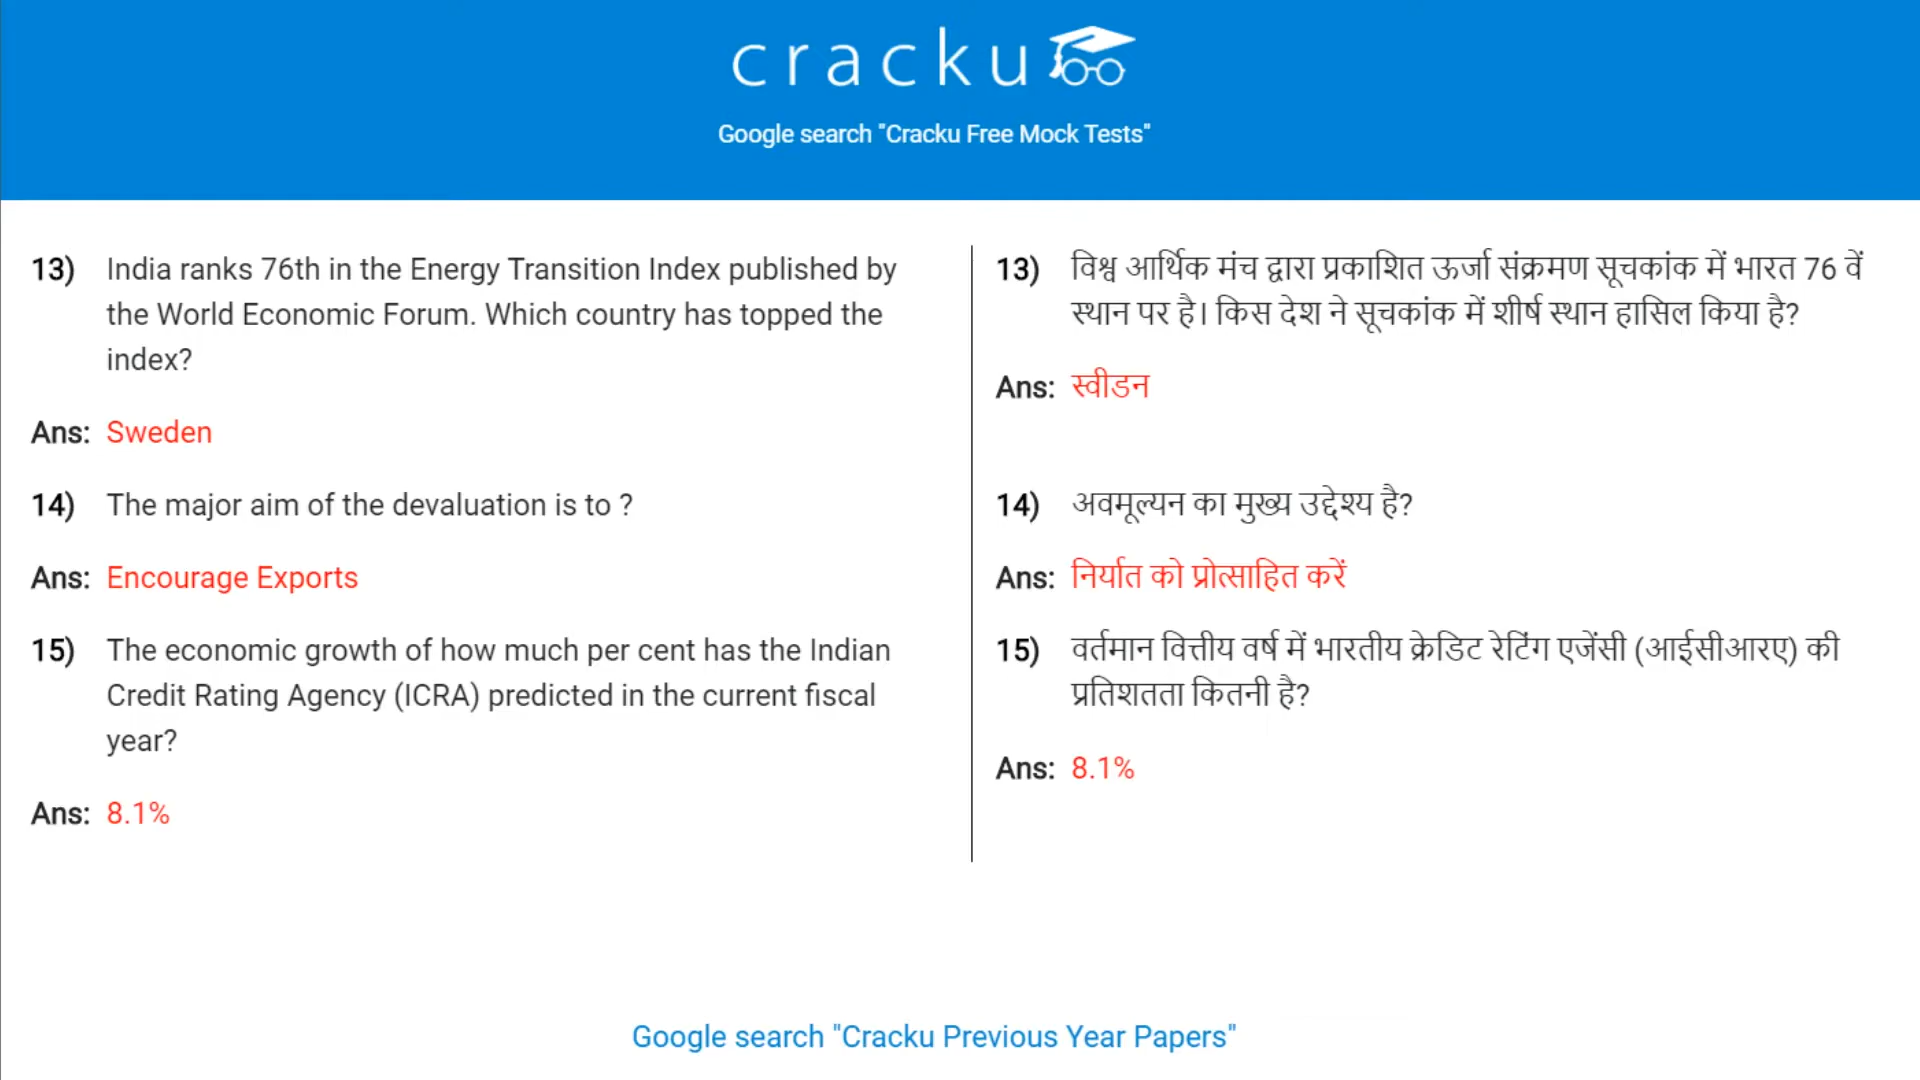 cracku
Google search "Cracku Free Mock Tests"
13) India ranks 76th in the Energy Transition Index published by
the World Economic Forum. Which country has topped the
index?
Ans: Sweden
14) The major aim of the devaluation is to ?
Ans: Encourage Exports
15) The economic growth of how much per cent has the Indian
Credit Rating Agency (ICRA) predicted in the current fiscal
year?
Ans: 8.1%
13) विश्व आर्थिक मंच द्वारा प्रकाशित ऊर्जा संक्रमण सूचकांक में भारत 76 वें
स्थान पर है। किस देश ने सूचकांक में शीर्ष स्थान हासिल किया है?
Ans: स्वीडन
14) अवमूल्यन का मुख्य उद्देश्य है?
Ans: निर्यात को प्रोत्साहित करें
15) वर्तमान वित्तीय वर्ष में भारतीय क्रेडिट रेटिंग एजेंसी (आईसीआरए) की
प्रतिशतता कितनी है?
Ans: 8.1%
Google search "Cracku Previous Year Papers"